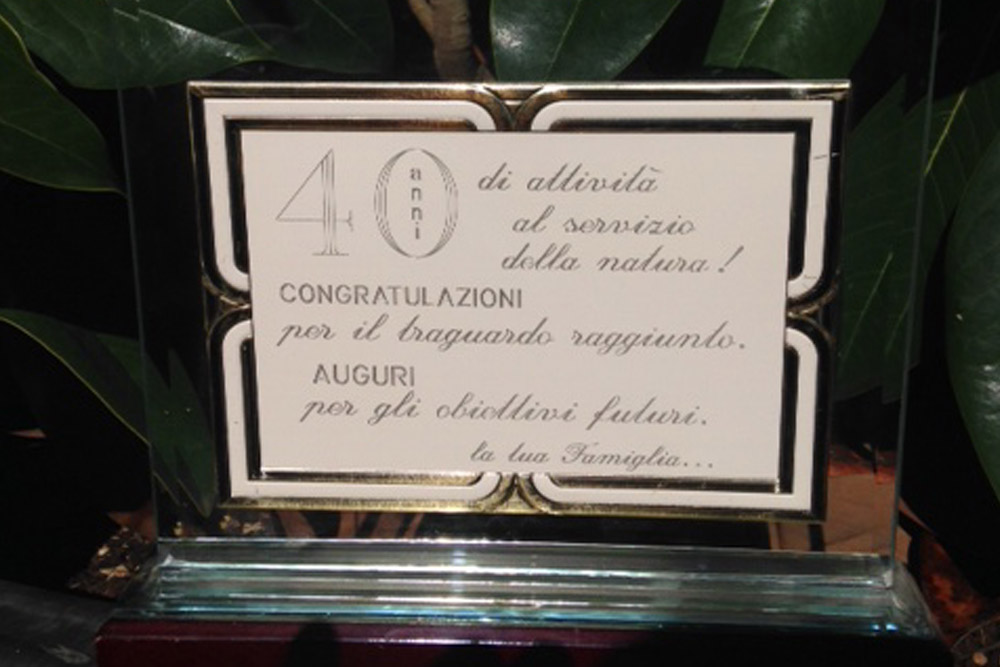 40 anni di attività
al servizio
della natura!
CONGRATULAZIONI
per il traguardo raggiunto.
AUGURI
per gli obiettivi futuri.
la tua Famiglia...